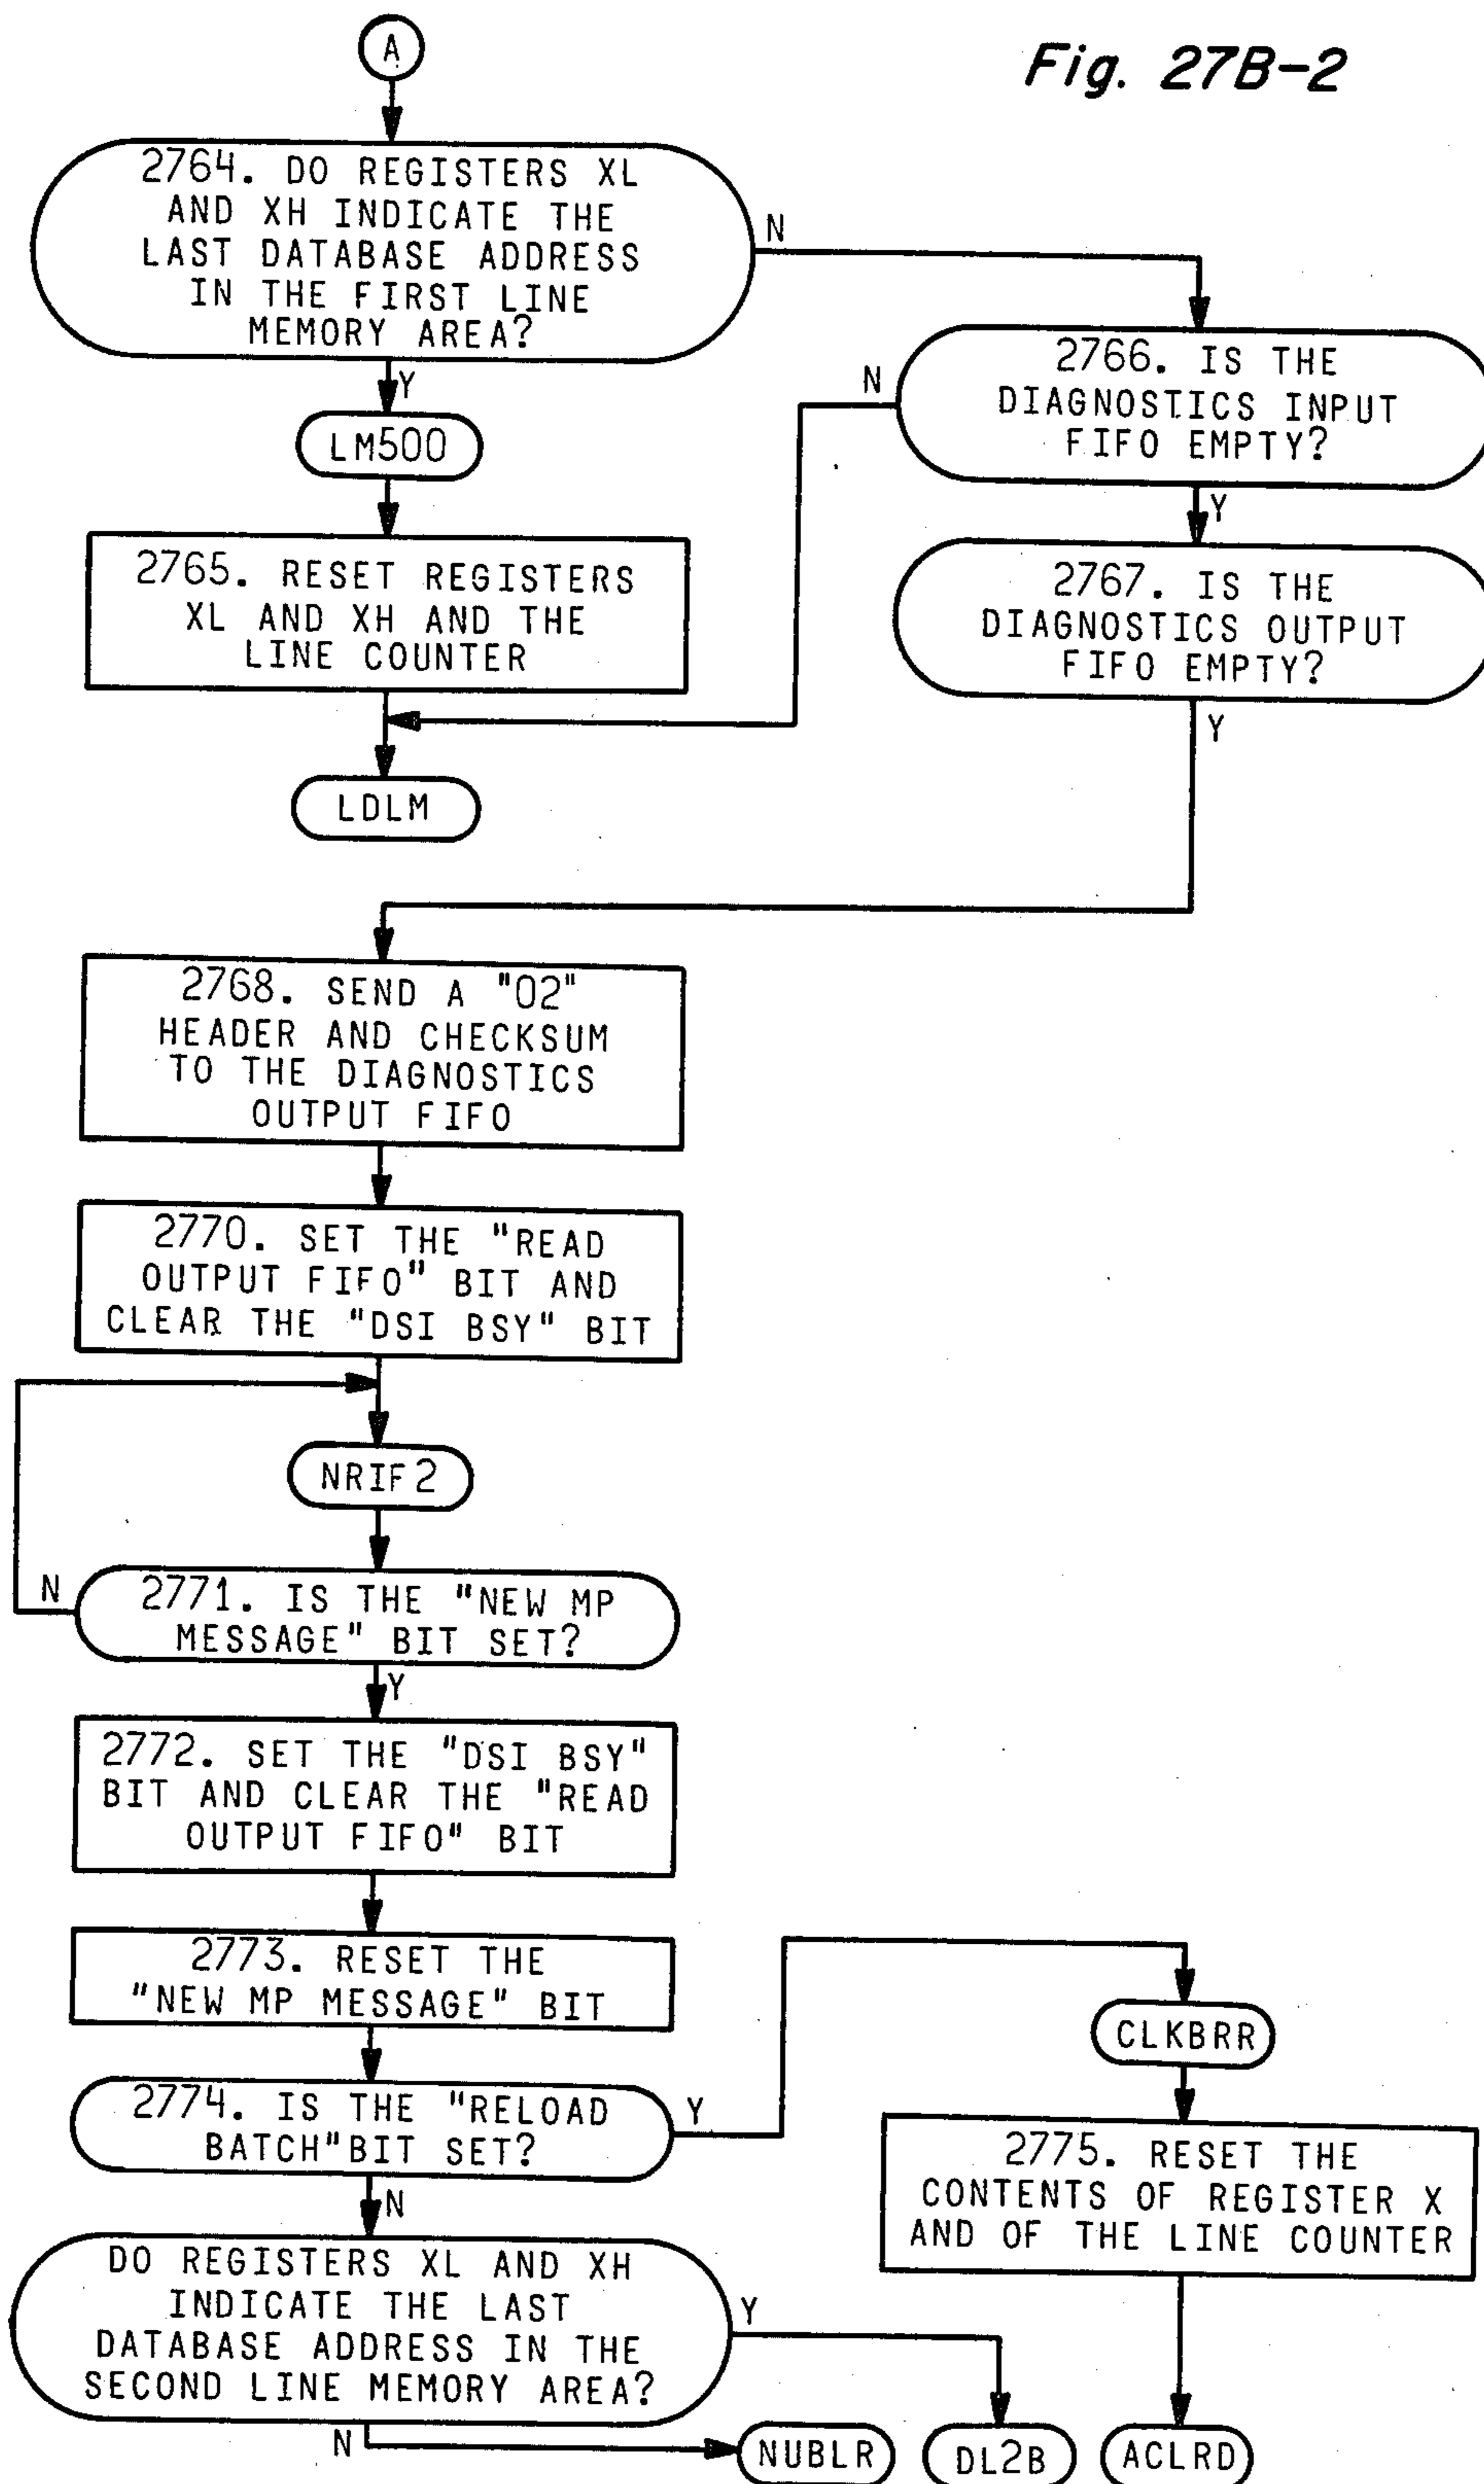 Fig. 27B-2
A
2764. DO REGISTERS XL
AND XH INDICATE THE
LAST DATABASE ADDRESS
IN THE FIRST LINE
MEMORY AREA?
N
Y
LM500
2765. RESET REGISTERS
XL AND XH AND THE
LINE COUNTER
LDLM
2766. IS THE
DIAGNOSTICS INPUT
FIFO EMPTY?
N
Y
2767. IS THE
DIAGNOSTICS OUTPUT
FIFO EMPTY?
Y
2768. SEND A "02"
HEADER AND CHECKSUM
TO THE DIAGNOSTICS
OUTPUT FIFO
2770. SET THE "READ
OUTPUT FIFO" BIT AND
CLEAR THE "DSI BSY" BIT
NRIF2
2771. IS THE "NEW MP
MESSAGE" BIT SET?
N
Y
2772. SET THE "DSI BSY"
BIT AND CLEAR THE "READ
OUTPUT FIFO" BIT
2773. RESET THE
"NEW MP MESSAGE" BIT
2774. IS THE "RELOAD
BATCH"BIT SET?
Y
N
CLKBRR
2775. RESET THE
CONTENTS OF REGISTER X
AND OF THE LINE COUNTER
DO REGISTERS XL AND XH
INDICATE THE LAST
DATABASE ADDRESS IN THE
SECOND LINE MEMORY AREA?
Y
N
NUBLR
DL2B
ACLRD